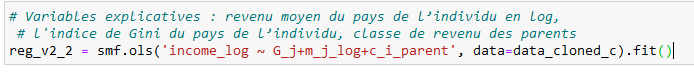 # Variables explicatives : revenu moyen du pays de l’individu en log,
# l'indice de Gini du pays de l’individu, classe de revenu des parents
reg_v2_2 = smf.ols('income_log ~ G_j+m_j_log+c_i_parent', data=data_cloned_c).fit()